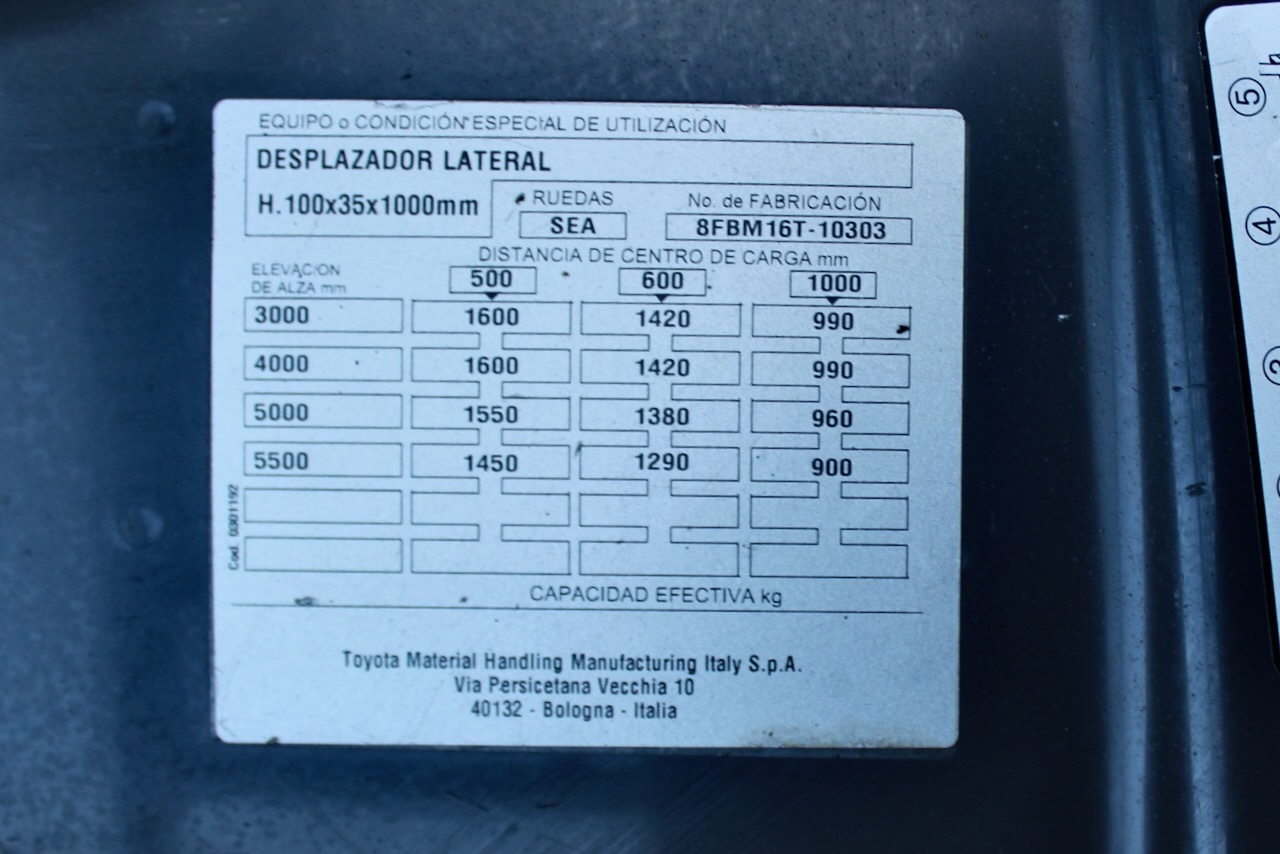 EQUIPO o CONDICIÓN ESPECIAL DE UTILIZACIÓN
DESPLAZADOR LATERAL
H.100x35x1000mm
RUEDAS
SEA
No. de FABRICACIÓN
8FBM16T-10303
DISTANCIA DE CENTRO DE CARGA mm
ELEVACION
DE ALZA mm
500 600 1000
3000 1600 1420 990
4000 1600 1420 990
5000 1550 1380 960
5500 1450 1290 900
Cod. 0301192
CAPACIDAD EFECTIVA kg
Toyota Material Handling Manufacturing Italy S.p.A.
Via Persicetana Vecchia 10
40132 - Bologna - Italia
5
4